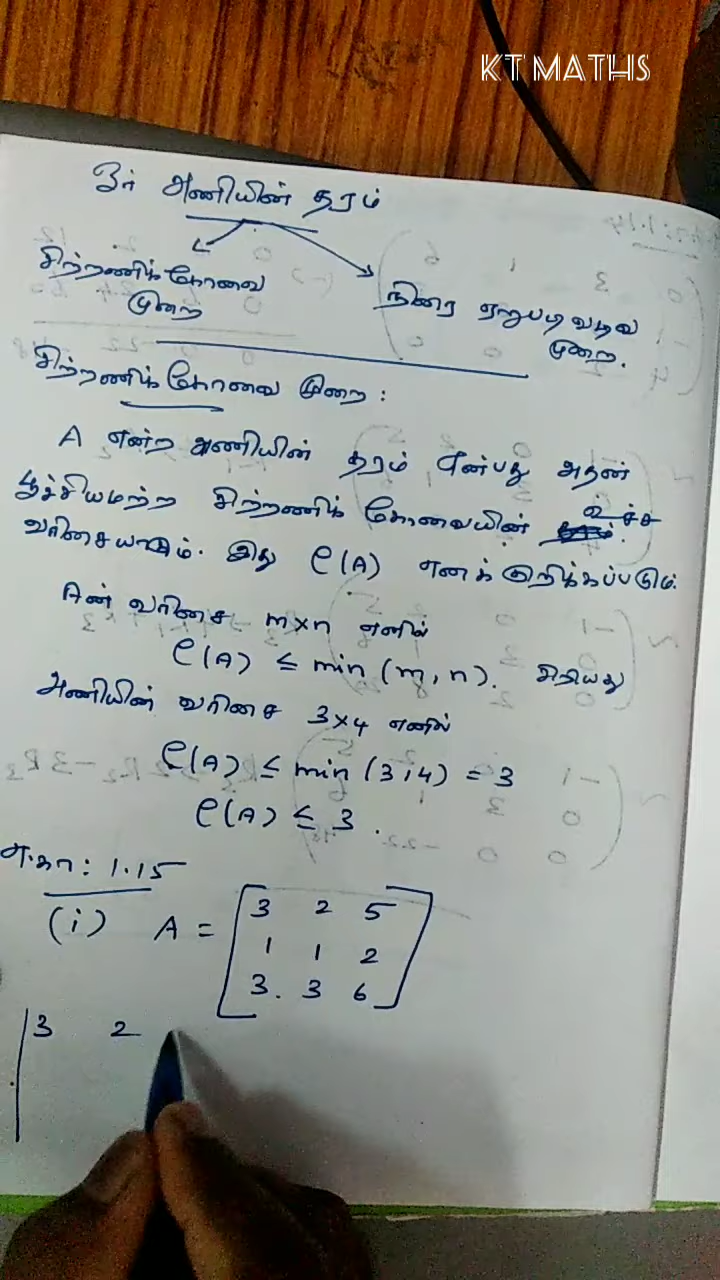 KT MATHS
ஓர் அணியின் தரம்
சிற்றணிக்கோவை
முறை
நிரை ஏறுபடி வடிவ
முறை.
சிற்றணிக்கோவை முறை :
A என்ற அணியின் தரம் என்பது அதன்
பூச்சியமற்ற சிற்றணிக் கோவையின் உச்ச
வரிசையாகும். இது ρ(A) எனக் குறிக்கப்படும்.
Aன் வரிசை m×n எனில்
ρ(A) ≤ min (m, n). சிறியது
அணியின் வரிசை 3×4 எனில்
ρ(A) ≤ min (3, 4) = 3
ρ(A) ≤ 3.
எ.கா : 1.15
(i) A = [3 2 5
1 1 2
3. 3 6]
|3 2